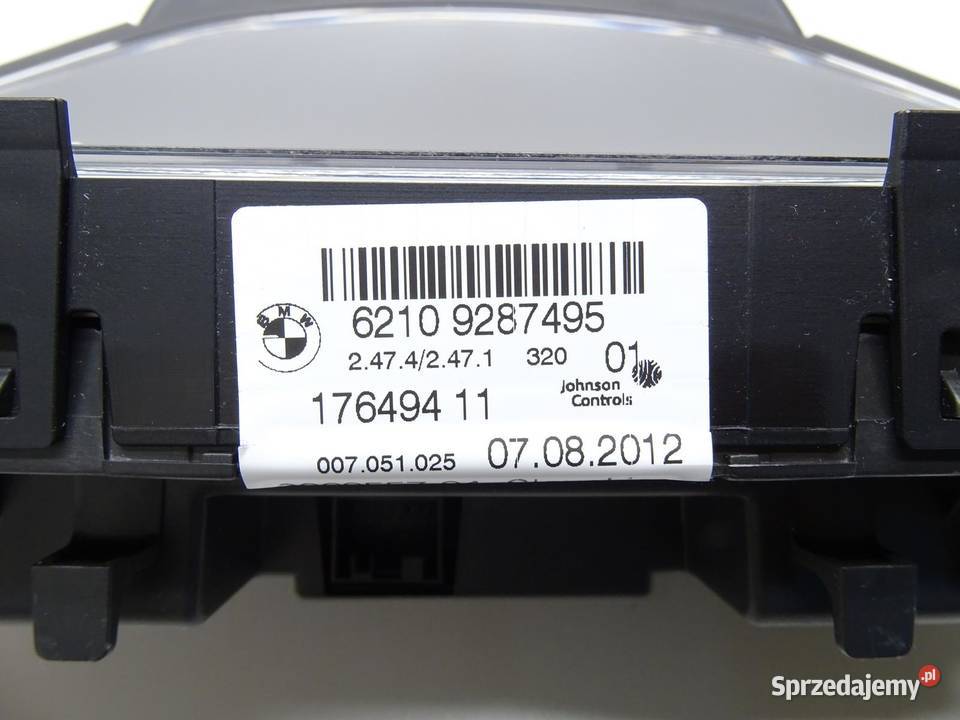 BMW
6210 9287495
2.47.4/2.47.1 320 01
Johnson
Controls
176494 11
007.051.025 07.08.2012
Sprzedajemy.pl